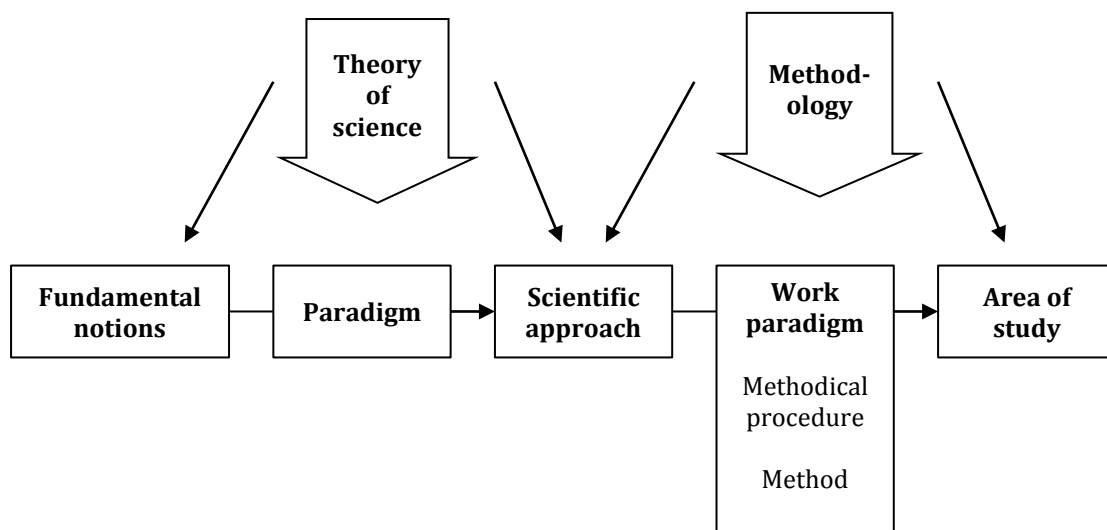 Theory
of
science
Method-
ology
Fundamental
notions
Paradigm
Scientific
approach
Work
paradigm
Methodical
procedure
Method
Area of
study